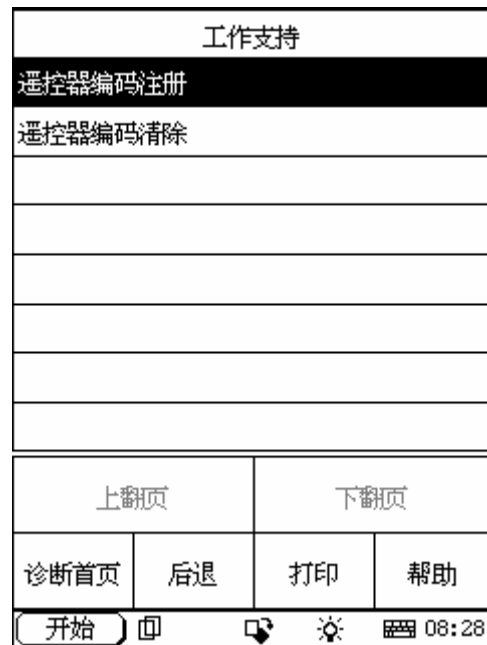 工作支持
遥控器编码注册
遥控器编码清除
上翻页 下翻页
诊断首页 后退 打印 帮助
开始 08:28